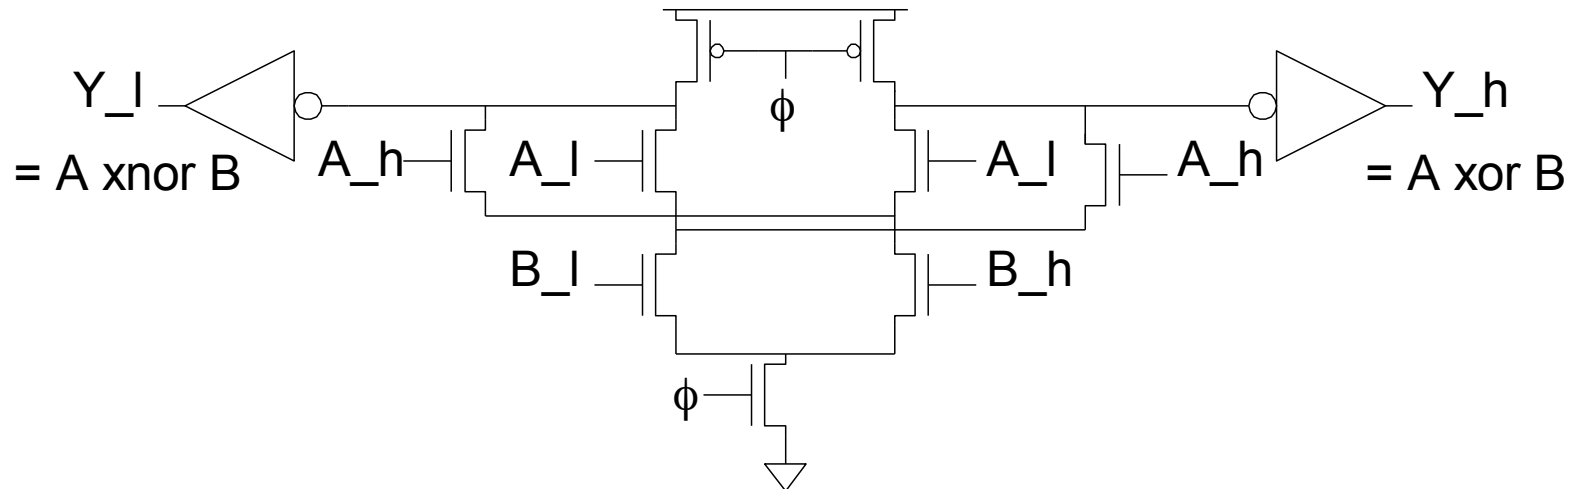 Y_l
= A xnor B
A_h
A_l
ϕ
A_l
A_h
Y_h
= A xor B
B_l
B_h
ϕ